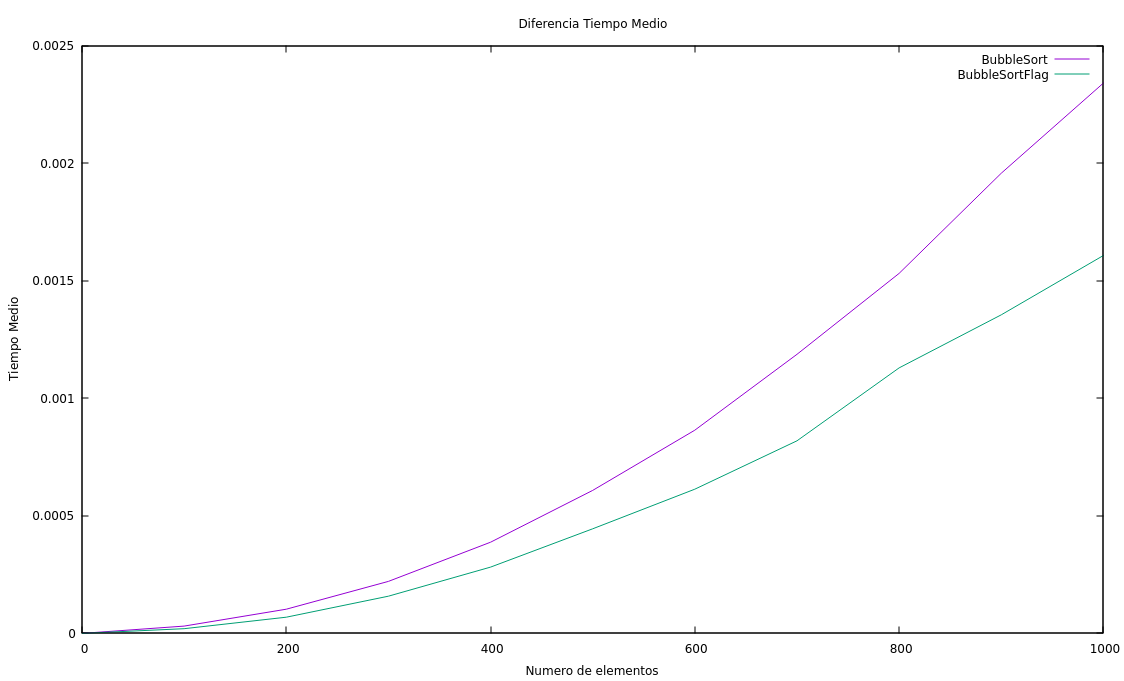 Diferencia Tiempo Medio
BubbleSort
BubbleSortFlag
0.0025
0.002
0.0015
0.001
0.0005
0
Tiempo Medio
0 200 400 600 800 1000
Numero de elementos